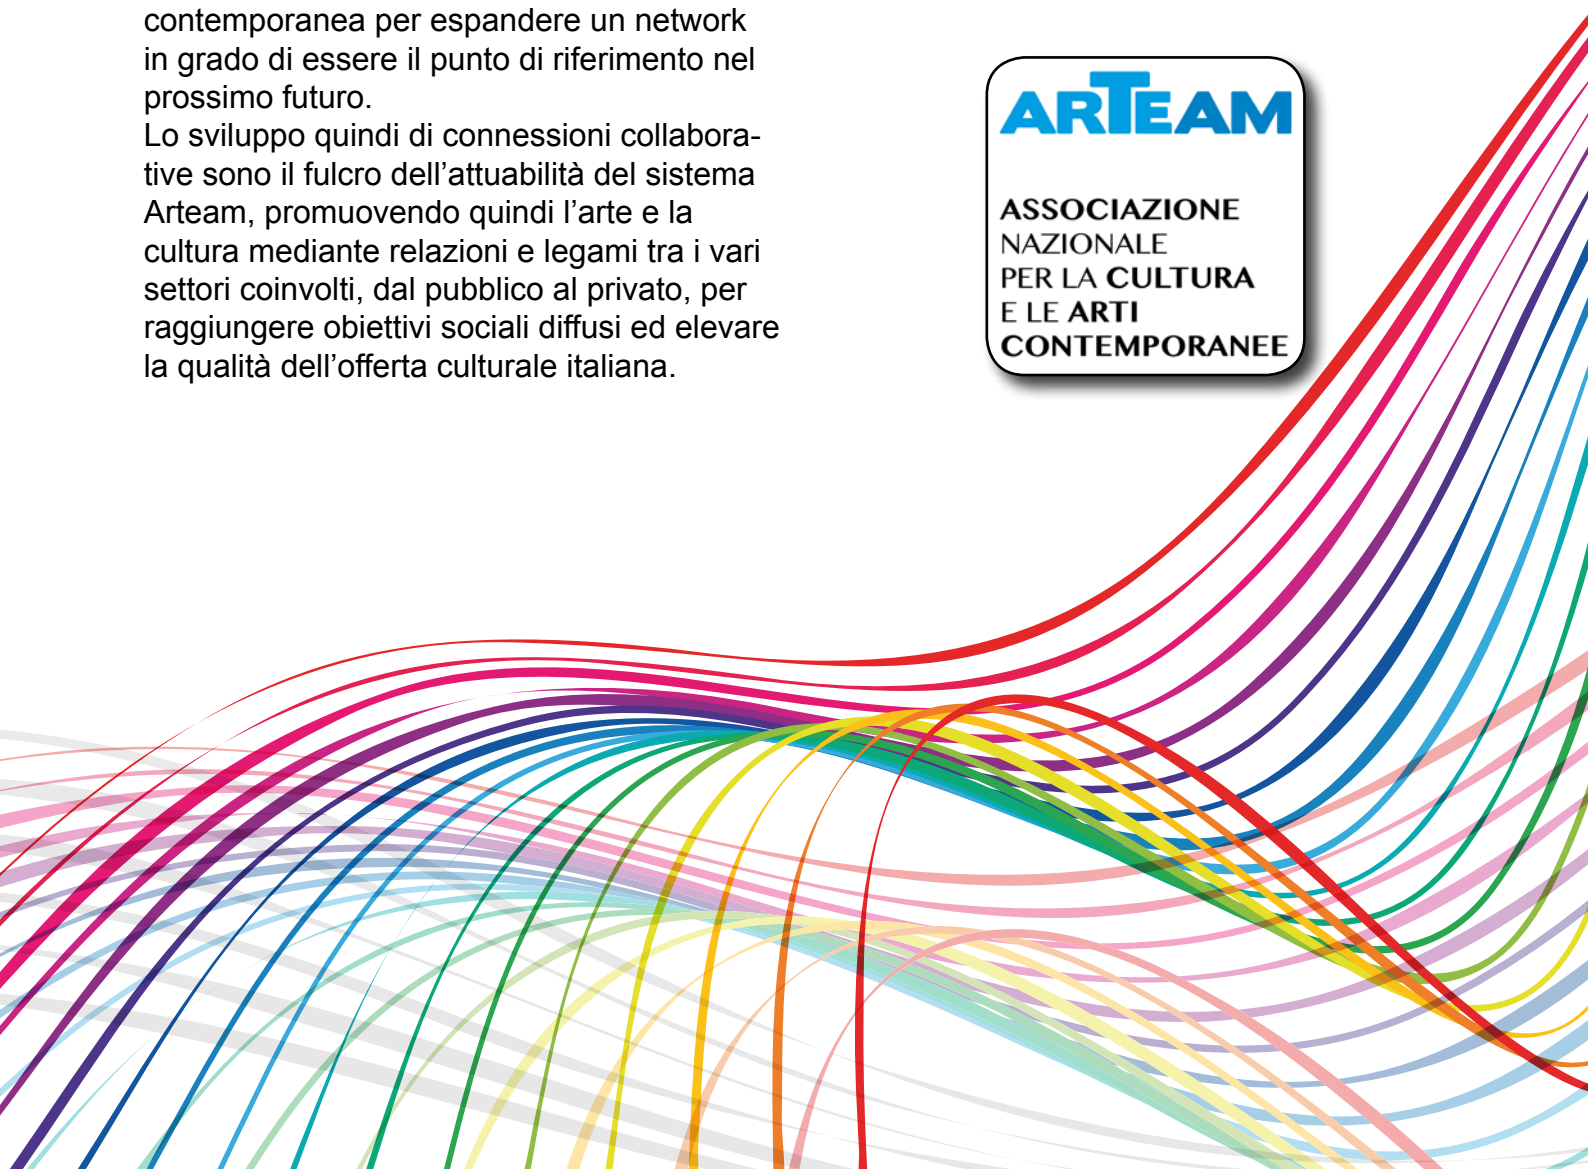 contemporanea per espandere un network
in grado di essere il punto di riferimento nel
prossimo futuro.
Lo sviluppo quindi di connessioni collabora-
tive sono il fulcro dell’attuabilità del sistema
Arteam, promuovendo quindi l’arte e la
cultura mediante relazioni e legami tra i vari
settori coinvolti, dal pubblico al privato, per
raggiungere obiettivi sociali diffusi ed elevare
la qualità dell’offerta culturale italiana.
ARTEAM
ASSOCIAZIONE
NAZIONALE
PER LA CULTURA
E LE ARTI
CONTEMPORANEE